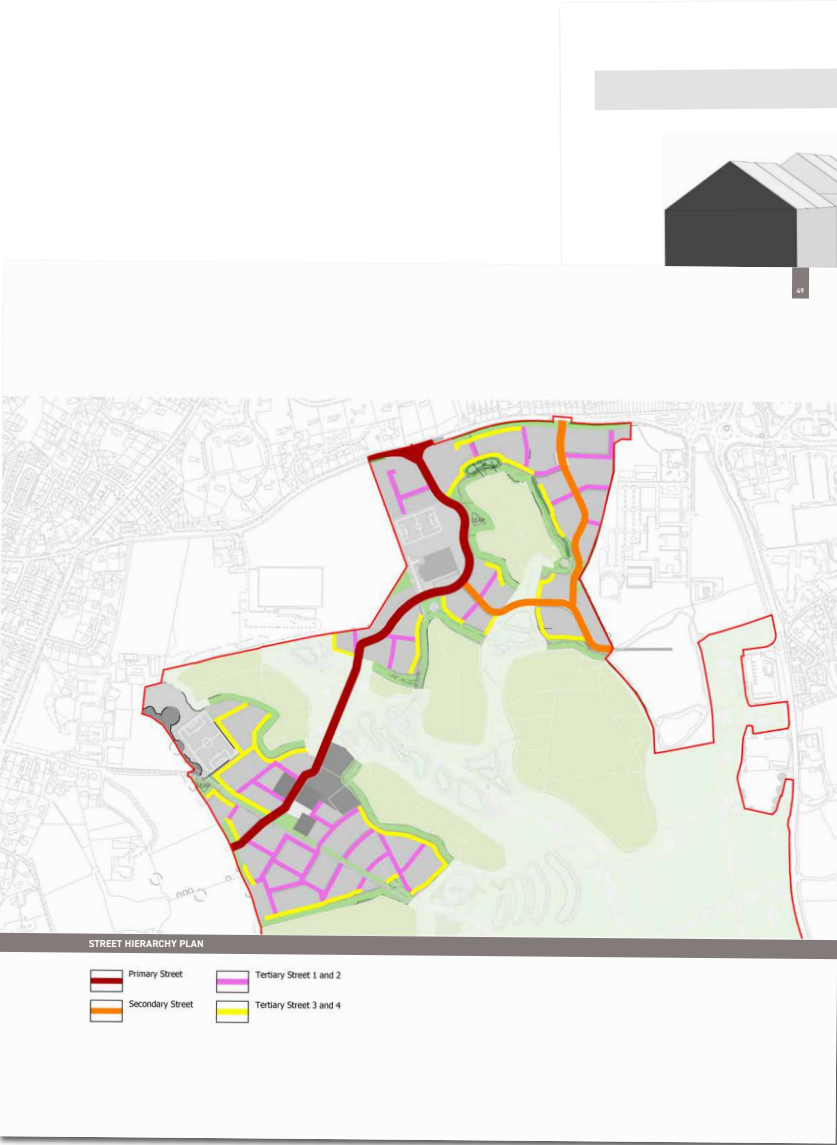 49
STREET HIERARCHY PLAN
Primary Street
Tertiary Street 1 and 2
Secondary Street
Tertiary Street 3 and 4